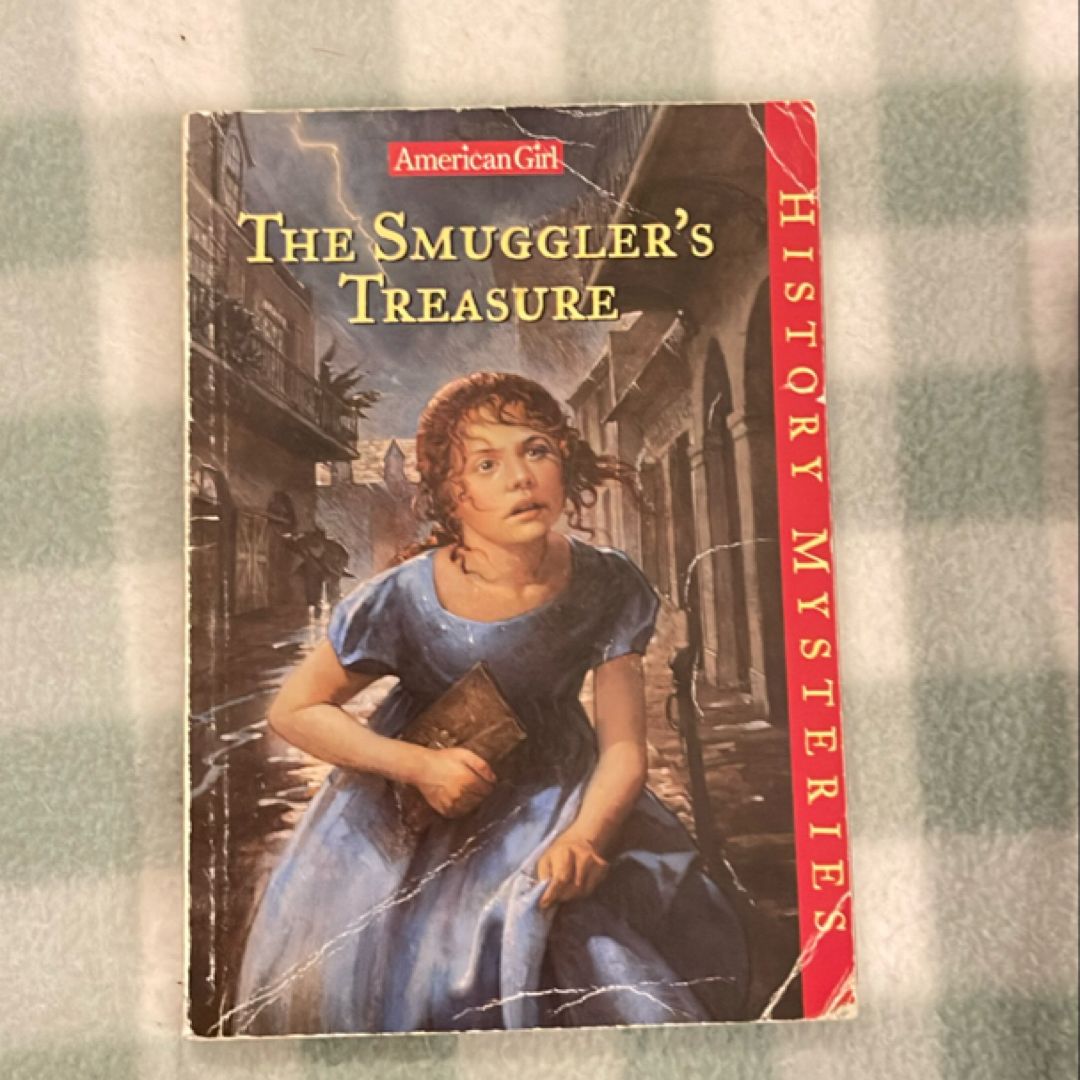 American Girl
THE SMUGGLER'S
TREASURE
HISTORY MYSTERIES